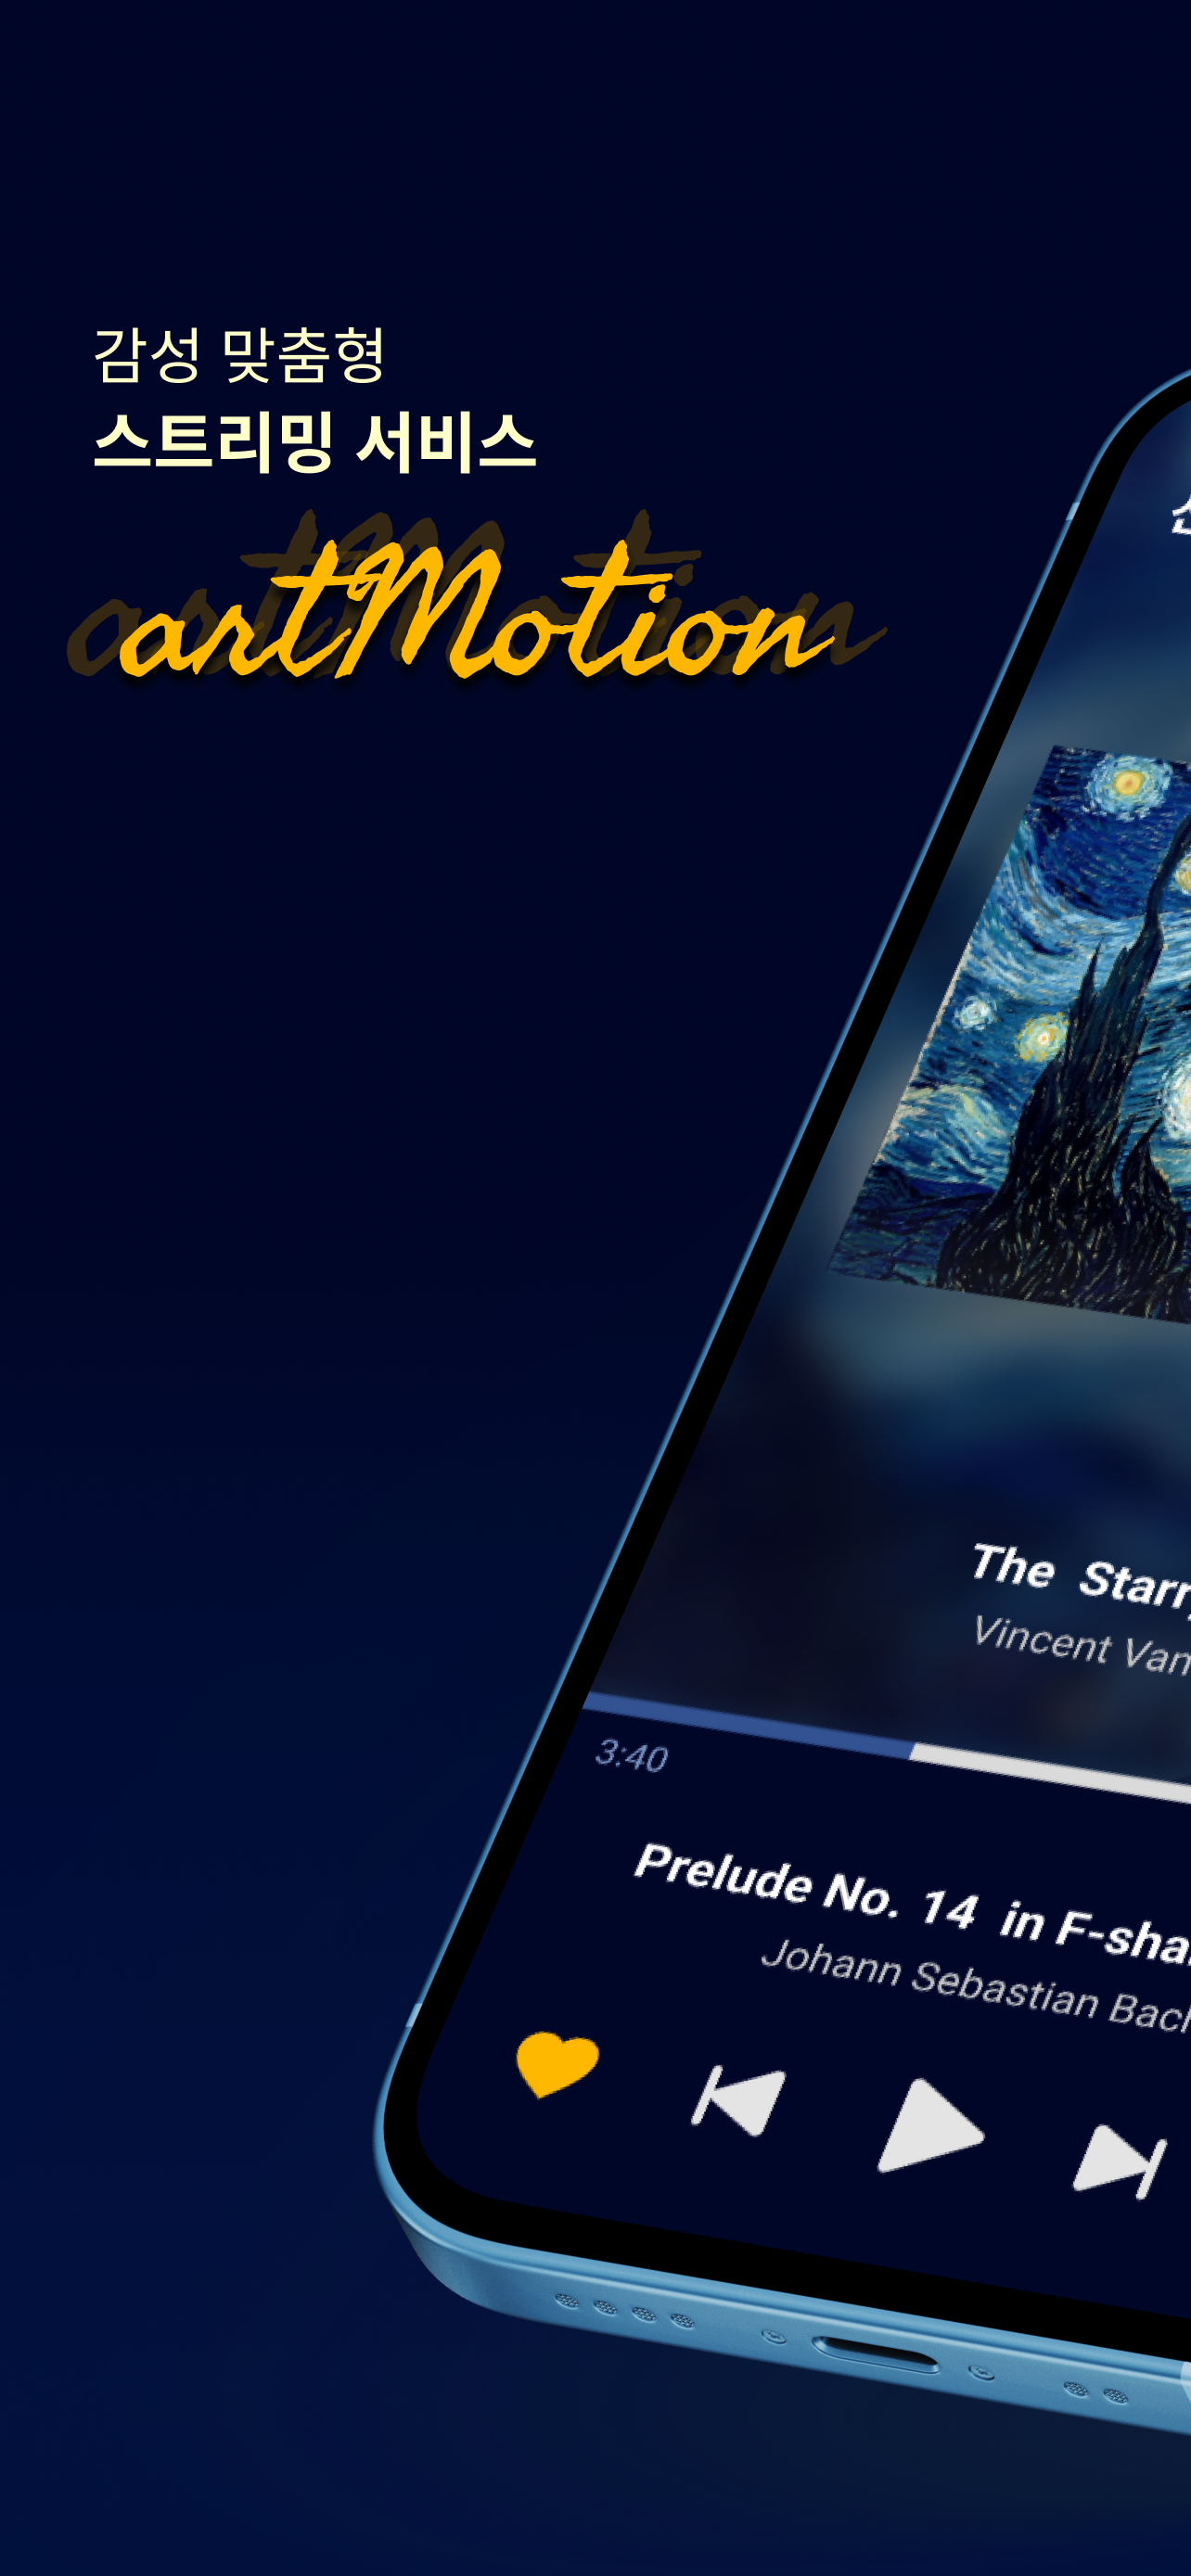 감성 맞춤형
스트리밍 서비스
artMotion
The Starr
Vincent Van
3:40
Prelude No. 14 in F-shar
Johann Sebastian Bach